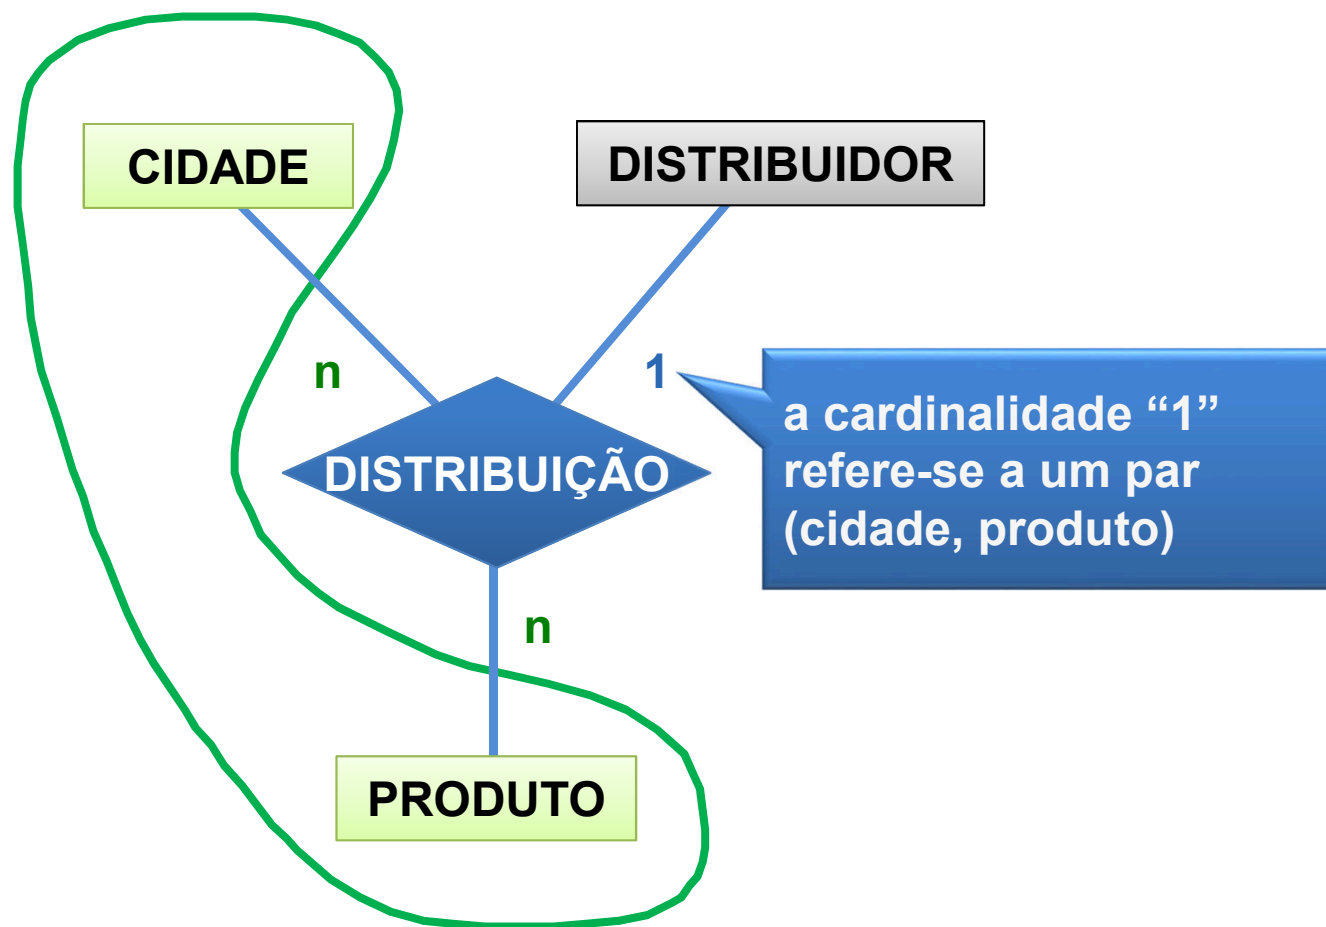 CIDADE
DISTRIBUIDOR
n
1
a cardinalidade “1”
refere-se a um par
(cidade, produto)
DISTRIBUIÇÃO
n
PRODUTO